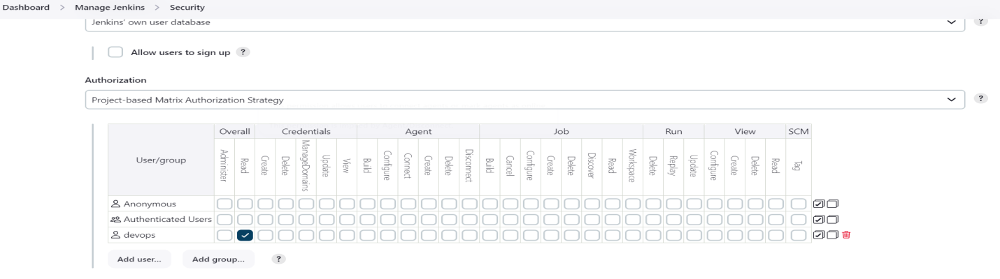 Dashboard > Manage Jenkins > Security
Jenkins' own user database
?
Allow users to sign up ?
Authorization
Project-based Matrix Authorization Strategy
?
User/group
Overall Credentials Agent Job Run View SCM
Administer Read Create Delete ManageDomains Update View Build Configure Connect Create Delete Disconnect Build Cancel Configure Create Delete Discover Read Workspace Delete Replay Update Configure Create Delete Read Tag
Anonymous
Authenticated Users
devops
Add user... Add group... ?